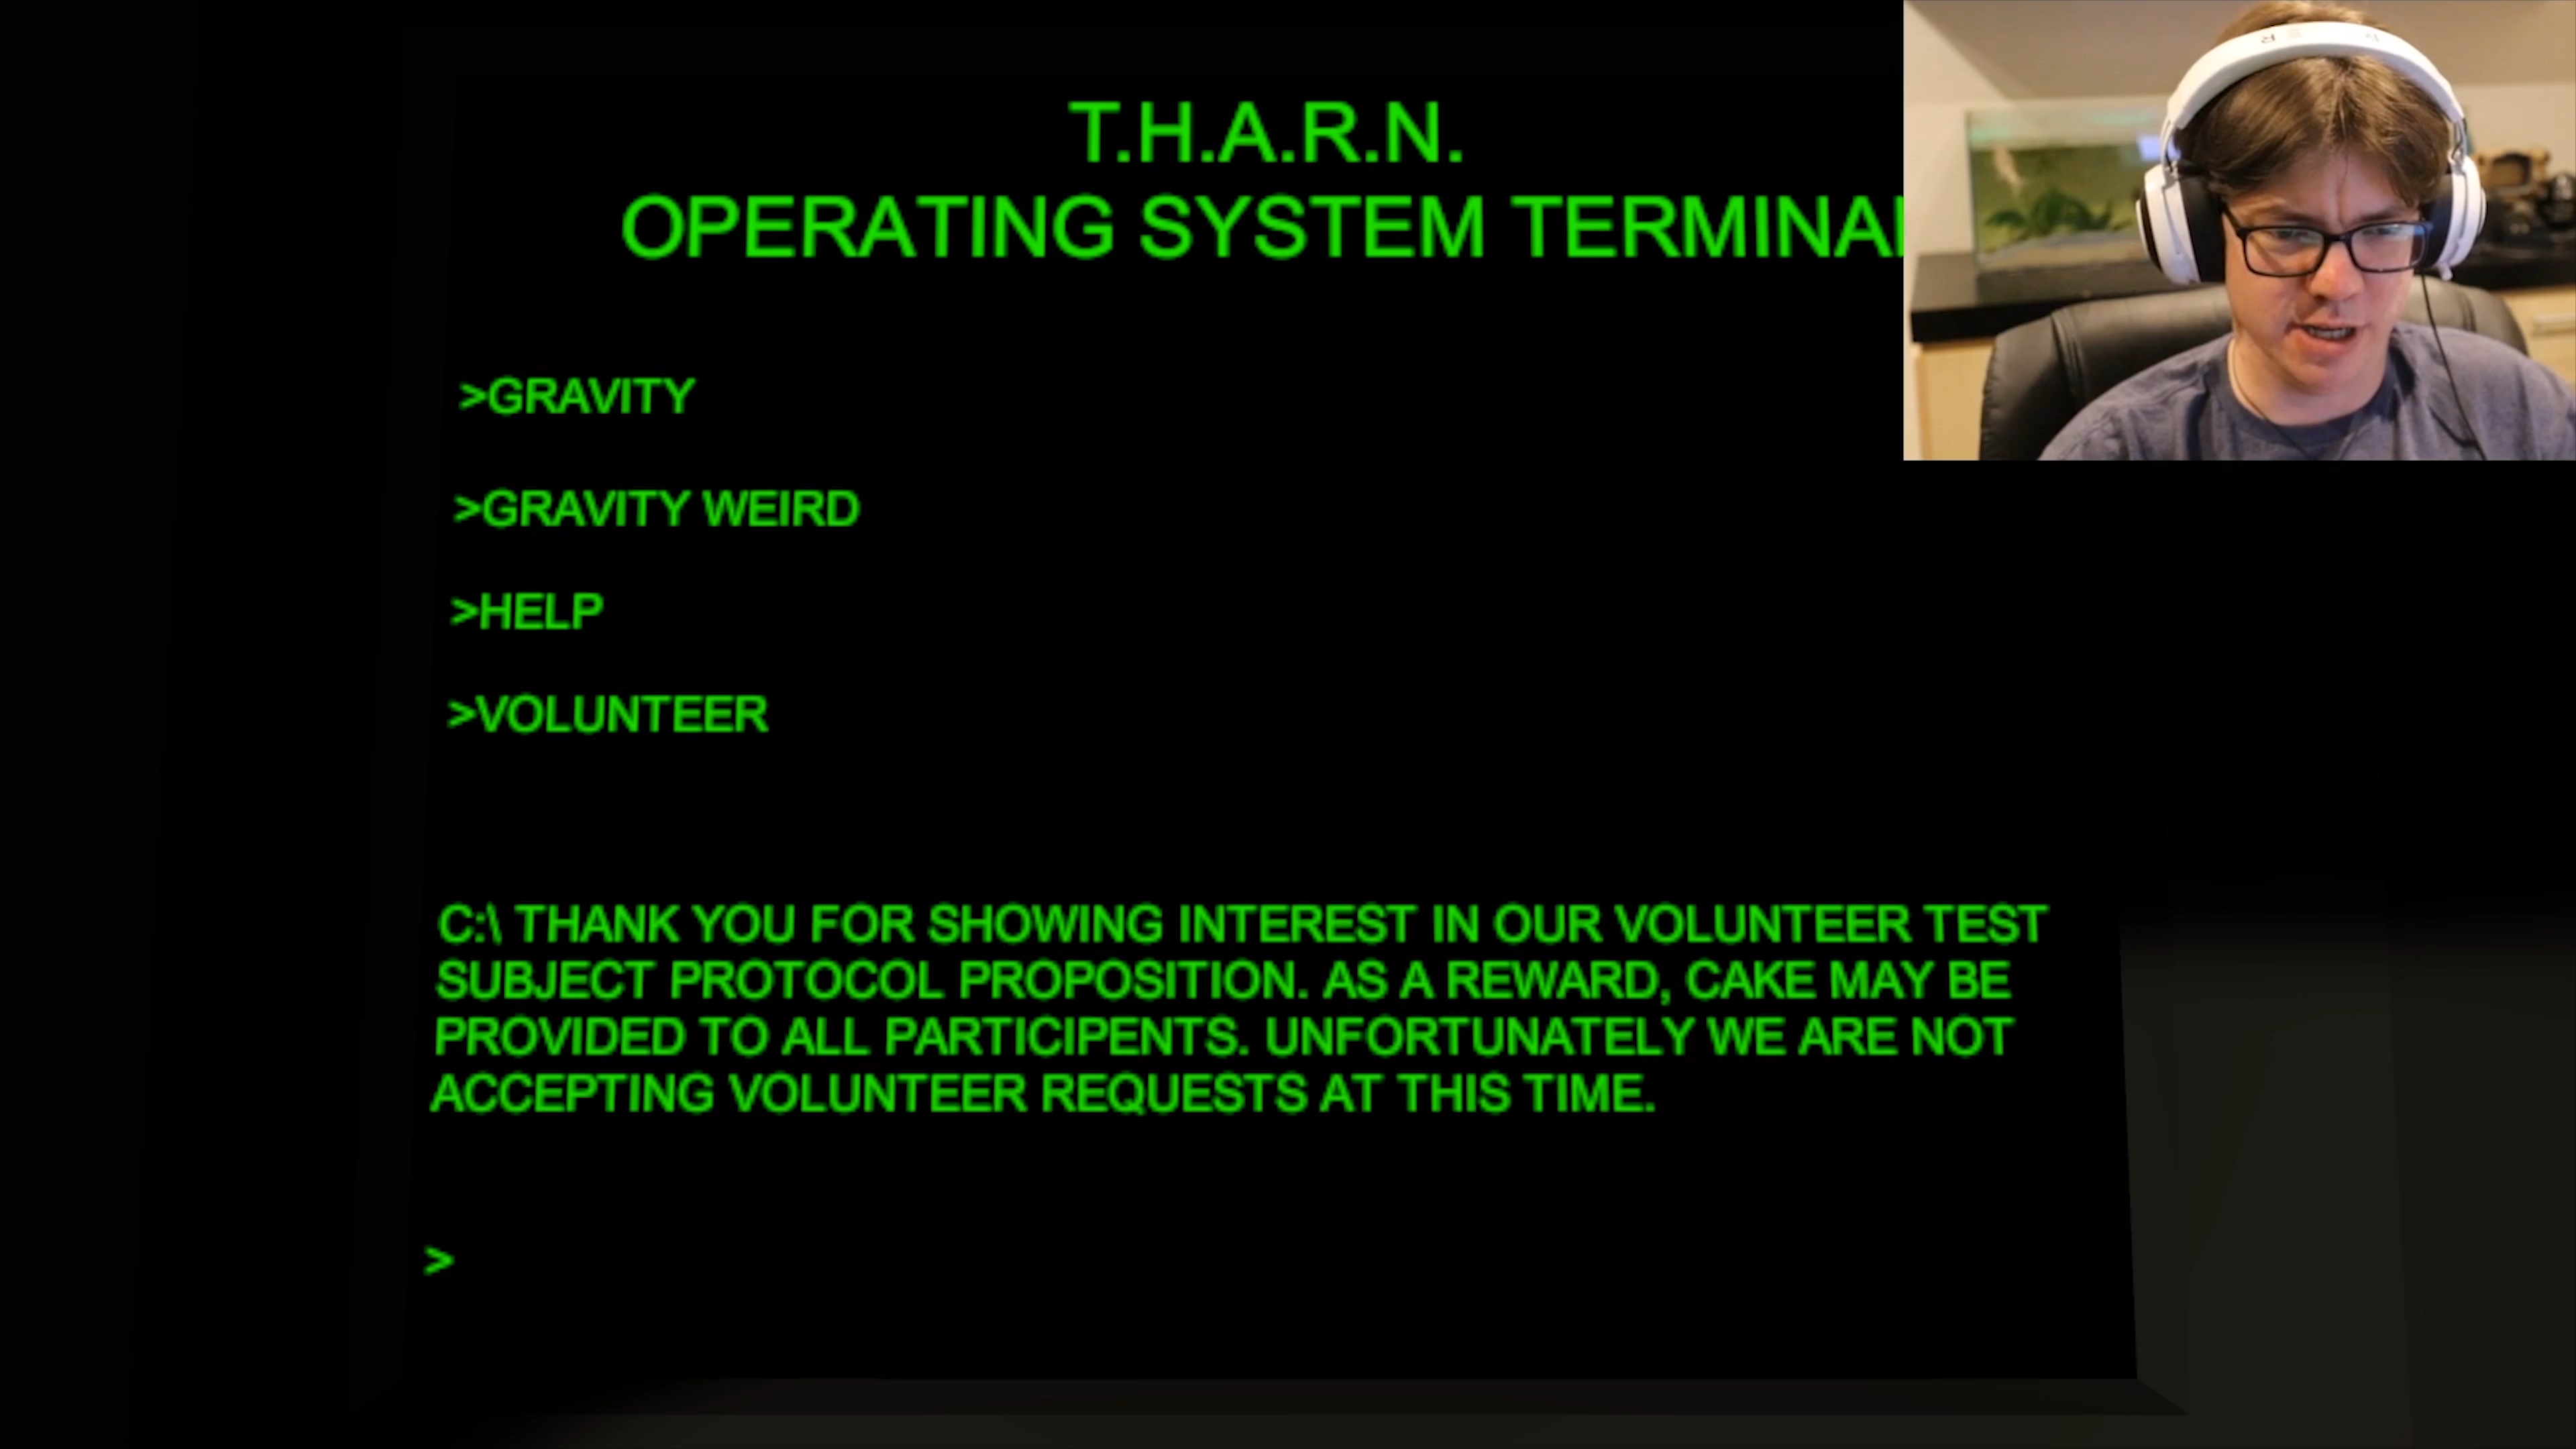 T.H.A.R.N.
OPERATING SYSTEM TERMINAL
>GRAVITY
>GRAVITY WEIRD
>HELP
>VOLUNTEER
C:\ THANK YOU FOR SHOWING INTEREST IN OUR VOLUNTEER TEST
SUBJECT PROTOCOL PROPOSITION. AS A REWARD, CAKE MAY BE
PROVIDED TO ALL PARTICIPENTS. UNFORTUNATELY WE ARE NOT
ACCEPTING VOLUNTEER REQUESTS AT THIS TIME.
>